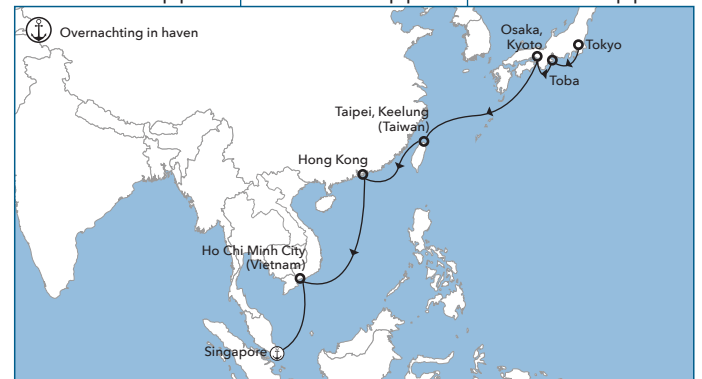 Overnachting in haven
Osaka,
Kyoto
Tokyo
Toba
Taipei, Keelung
(Taiwan)
Hong Kong
Ho Chi Minh City
(Vietnam)
Singapore